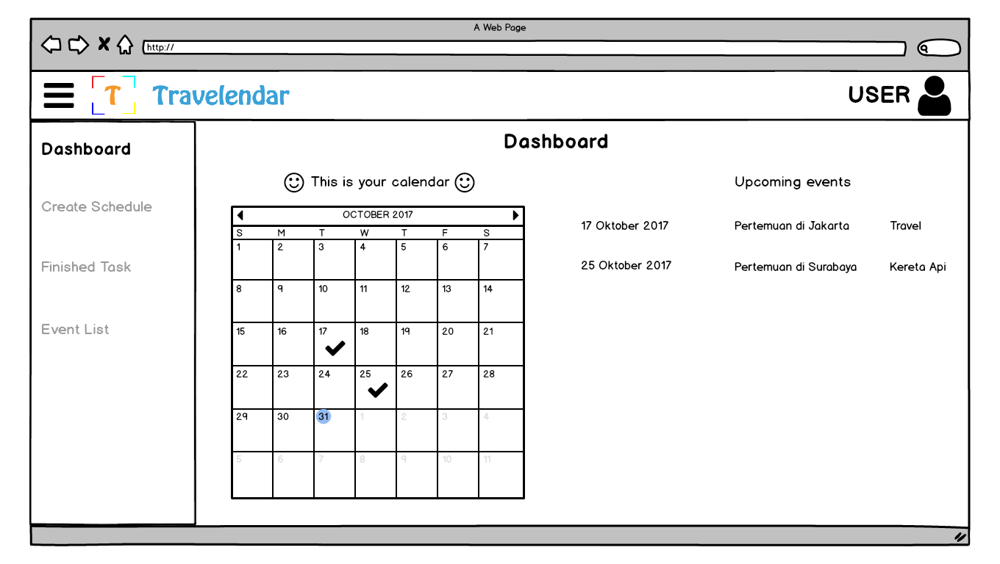 A Web Page
http://
T Travelendar USER
Dashboard
Create Schedule
Finished Task
Event List
Dashboard
This is your calendar
OCTOBER 2017
S M T W T F S
1 2 3 4 5 6 7
8 9 10 11 12 13 14
15 16 17 18 19 20 21
22 23 24 25 26 27 28
29 30 31 1 2 3 4
5 6 7 8 9 10 11
Upcoming events
17 Oktober 2017 Pertemuan di Jakarta Travel
25 Oktober 2017 Pertemuan di Surabaya Kereta Api